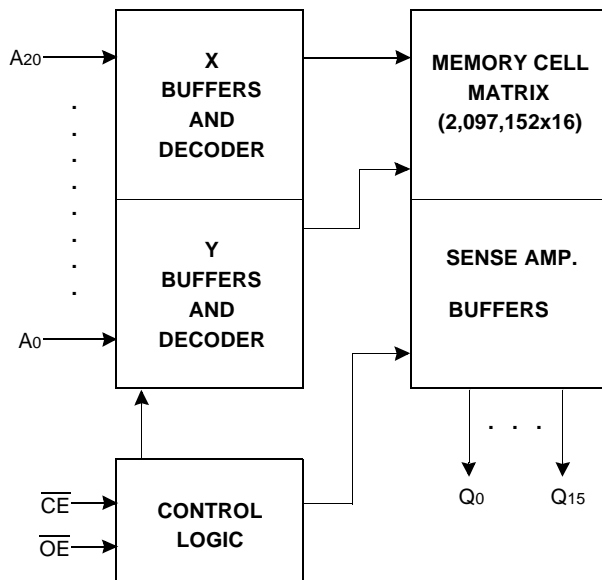 A20
X
BUFFERS
AND
DECODER
MEMORY CELL
MATRIX
(2,097,152x16)
Y
BUFFERS
AND
DECODER
A0
SENSE AMP.
BUFFERS
CE
OE
CONTROL
LOGIC
Q0
Q15